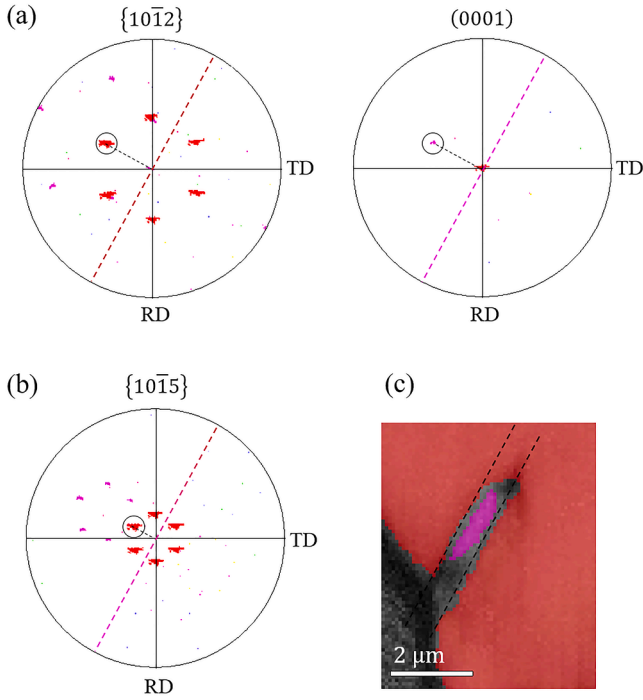 (a)
{101̅2}
(0001)
TD
TD
RD
RD
(b)
{101̅5}
(c)
TD
RD
2 μm